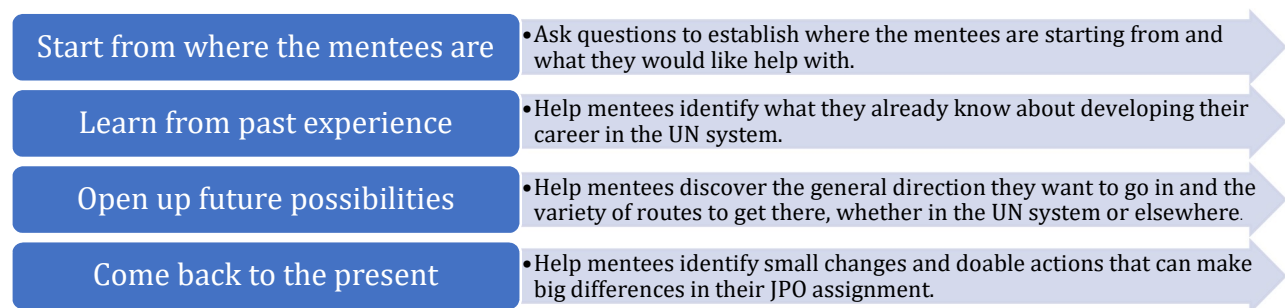 Start from where the mentees are
•Ask questions to establish where the mentees are starting from and
what they would like help with.
Learn from past experience
•Help mentees identify what they already know about developing their
career in the UN system.
Open up future possibilities
•Help mentees discover the general direction they want to go in and the
variety of routes to get there, whether in the UN system or elsewhere.
Come back to the present
•Help mentees identify small changes and doable actions that can make
big differences in their JPO assignment.